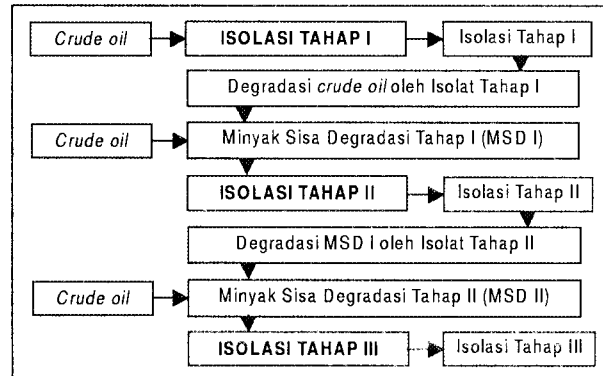 Crude oil ISOLASI TAHAP I Isolasi Tahap I
Degradasi crude oil oleh Isolat Tahap I
Crude oil Minyak Sisa Degradasi Tahap I (MSD I)
ISOLASI TAHAP II Isolasi Tahap II
Degradasi MSD I oleh Isolat Tahap II
Crude oil Minyak Sisa Degradasi Tahap II (MSD II)
ISOLASI TAHAP III Isolasi Tahap III